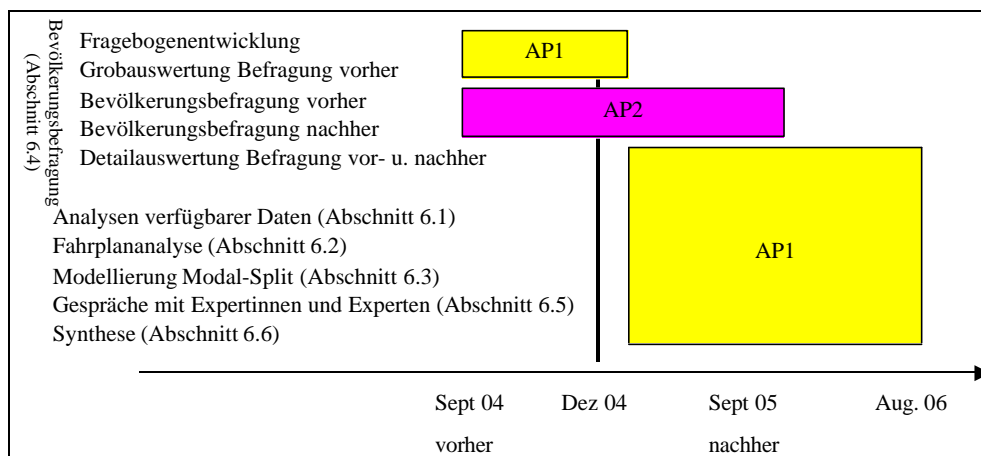 Bevölkerungsbefragung
(Abschnitt 6.4)
Fragebogenentwicklung
Grobauswertung Befragung vorher
AP1
Bevölkerungsbefragung vorher
Bevölkerungsbefragung nachher
AP2
Detailauswertung Befragung vor- u. nachher
Analysen verfügbarer Daten (Abschnitt 6.1)
Fahrplananalyse (Abschnitt 6.2)
Modellierung Modal-Split (Abschnitt 6.3)
Gespräche mit Expertinnen und Experten (Abschnitt 6.5)
Synthese (Abschnitt 6.6)
AP1
Sept 04 Dez 04 Sept 05 Aug. 06
vorher nachher